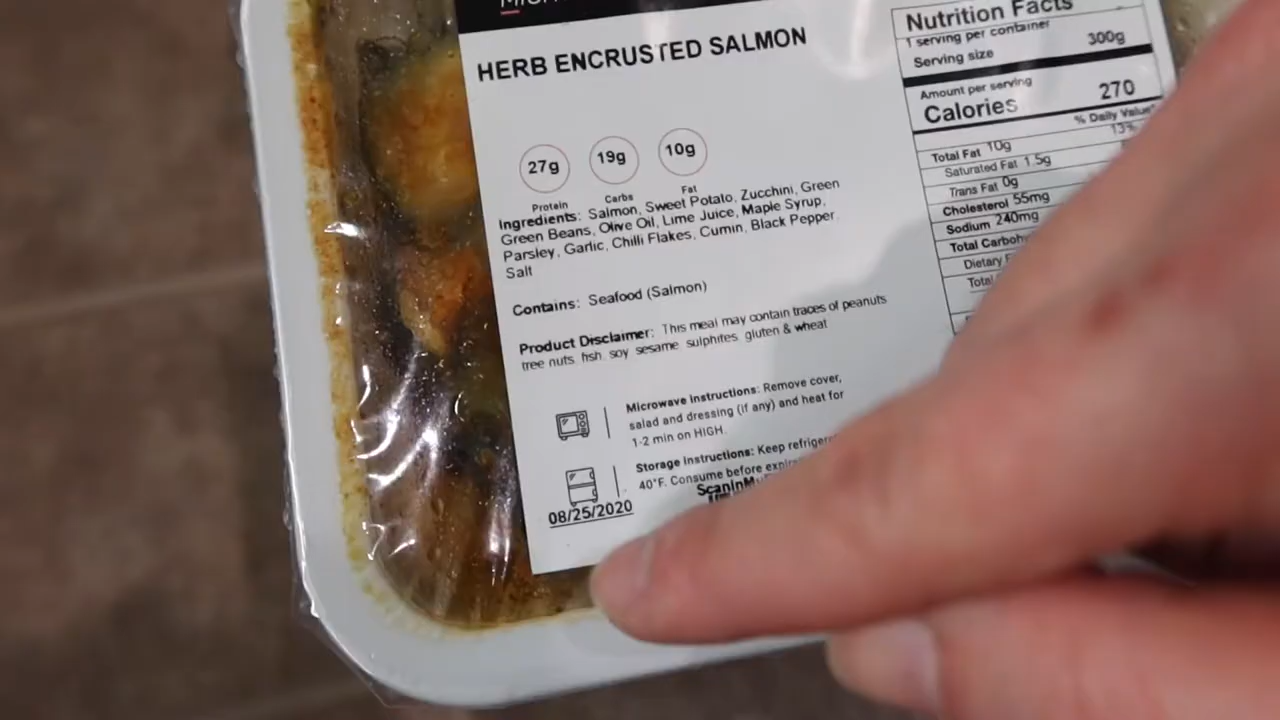 HERB ENCRUSTED SALMON
27g
19g
10g
Protein
Carbs
Fat
Ingredients: Salmon, Sweet Potato, Zucchini, Green
Green Beans, Olive Oil, Lime Juice, Maple Syrup,
Parsley, Garlic, Chilli Flakes, Cumin, Black Pepper
Salt
Contains: Seafood (Salmon)
Product Disclaimer: This meal may contain traces of peanuts
tree nuts fish soy sesame sulphites gluten & wheat
Microwave Instructions: Remove cover,
salad and dressing (if any) and heat for
1-2 min on HIGH.
Storage Instructions: Keep
40°F. Consume before
08/25/2020
Nutrition Facts
1 serving per container
Serving size 300g
Amount per serving
Calories 270
% Daily Value*
Total Fat 10g 13%
Saturated Fat 1.5g
Trans Fat 0g
Cholesterol 55mg
Sodium 240mg
Total
Dietary
Total